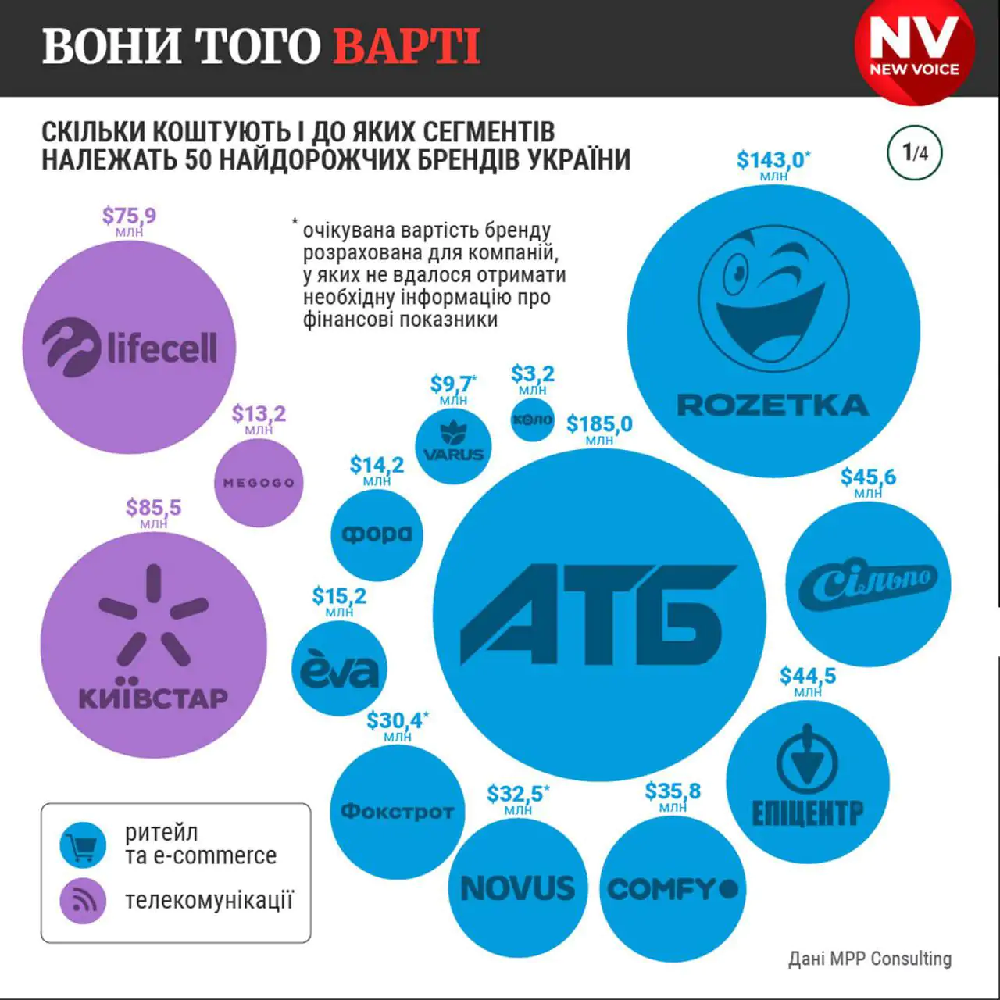 ВОНИ ТОГО ВАРТІ
NV
NEW VOICE
СКІЛЬКИ КОШТУЮТЬ І ДО ЯКИХ СЕГМЕНТІВ
НАЛЕЖАТЬ 50 НАЙДОРОЖЧИХ БРЕНДІВ УКРАЇНИ
1/4
$143,0*
МЛН
ROZETKA
$75,9
МЛН
lifecell
* очікувана вартість бренду
розрахована для компаній,
у яких не вдалося отримати
необхідну інформацію про
фінансові показники
$13,2
МЛН
MEGOGO
$9,7*
МЛН
VARUS
$3,2
МЛН
КОЛО
$185,0
МЛН
АТБ
$14,2
МЛН
фора
$45,6
МЛН
Сільпо
$85,5
МЛН
КИЇВСТАР
$15,2
МЛН
èva
$44,5
МЛН
ЕПІЦЕНТР
$30,4*
МЛН
Фокстрот
$32,5*
МЛН
NOVUS
$35,8
МЛН
COMFY
ритейл
та e-commerce
телекомунікації
Дані MPP Consulting